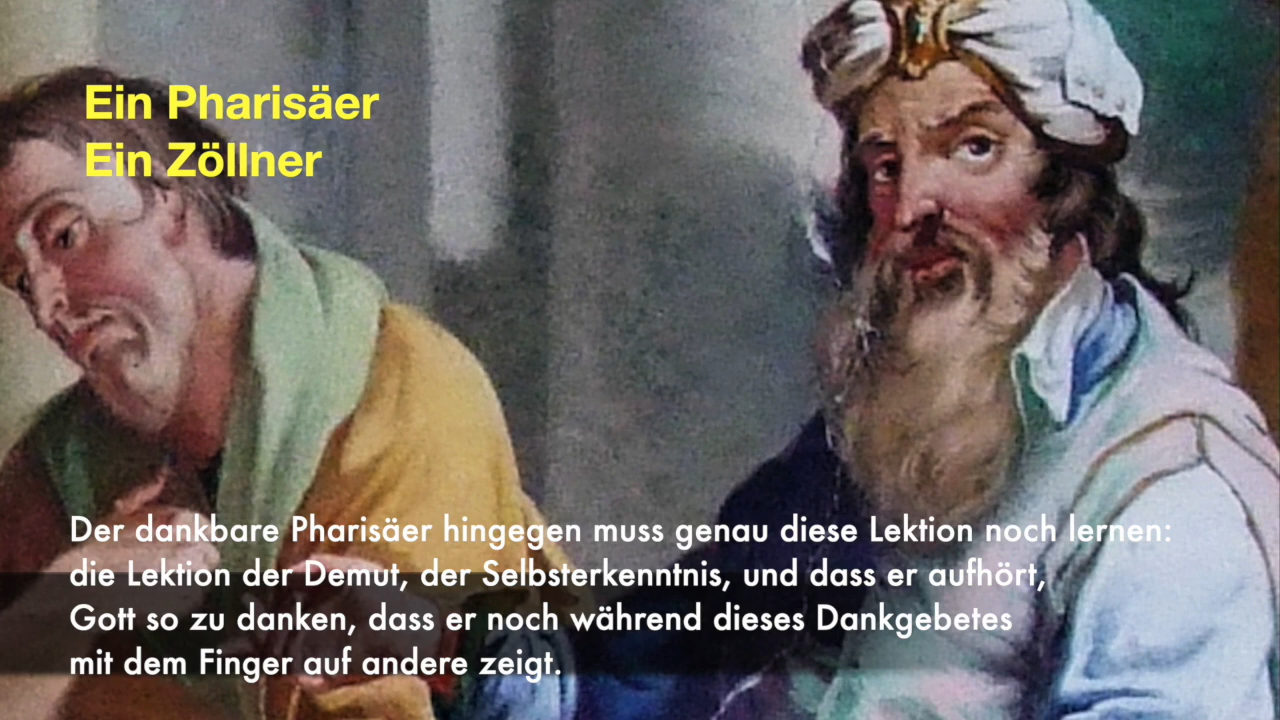 Ein Pharisäer
Ein Zöllner
Der dankbare Pharisäer hingegen muss genau diese Lektion noch lernen:
die Lektion der Demut, der Selbsterkenntnis, und dass er aufhört,
Gott so zu danken, dass er noch während dieses Dankgebetes
mit dem Finger auf andere zeigt.